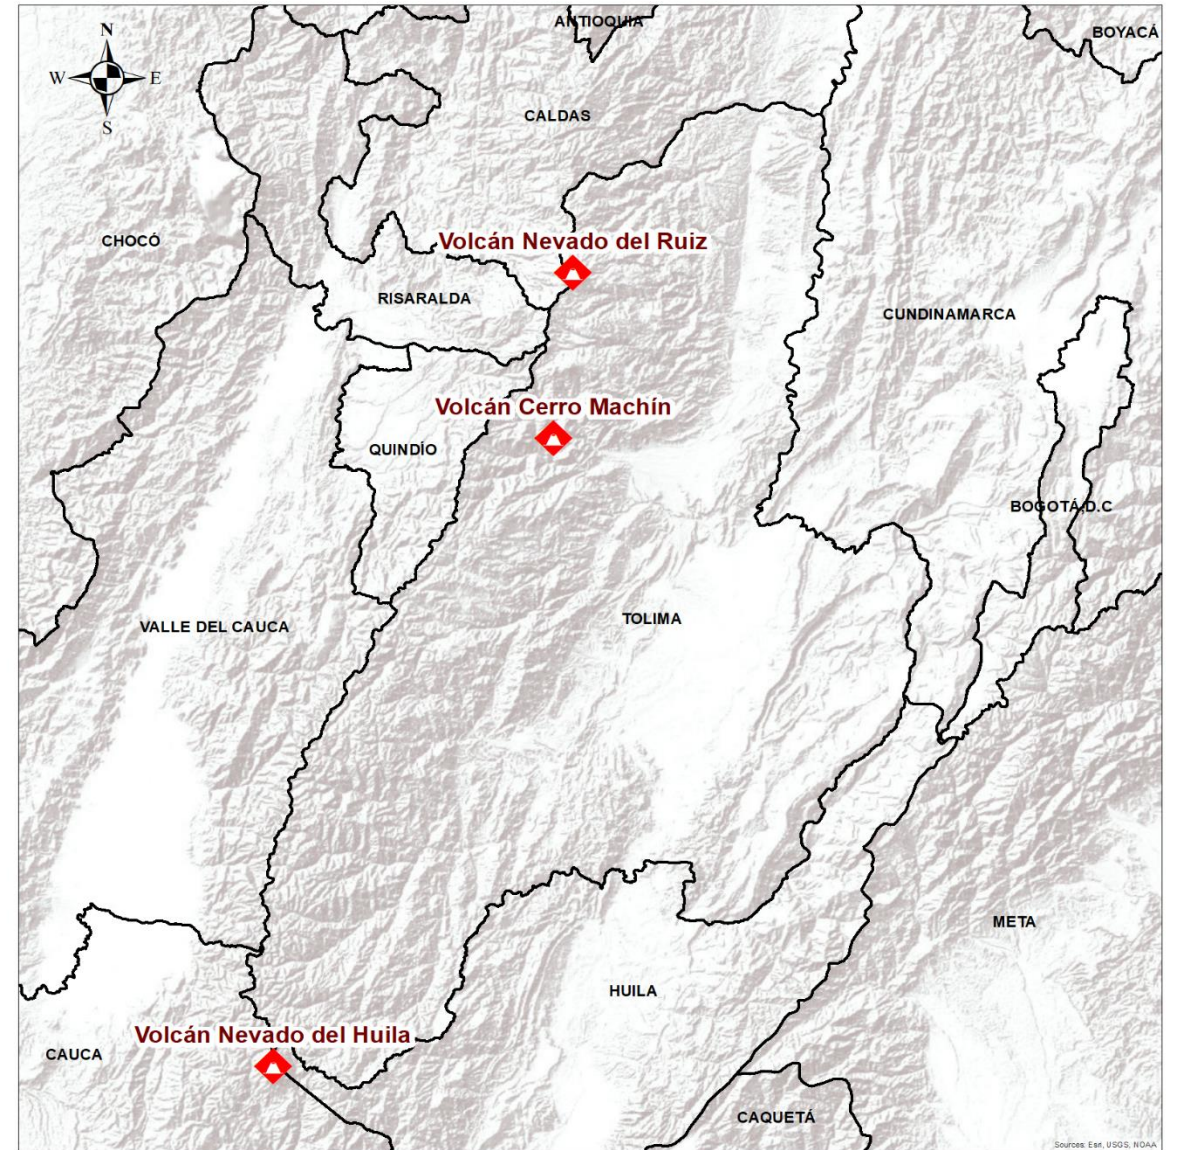 ANTIOQUIA
BOYACÁ
N
W
E
S
CALDAS
CHOCÓ
Volcán Nevado del Ruiz
RISARALDA
CUNDINAMARCA
Volcán Cerro Machín
QUINDÍO
BOGOTÁ,D.C
VALLE DEL CAUCA
TOLIMA
META
HUILA
Volcán Nevado del Huila
CAUCA
CAQUETÁ
Sources: Esri, USGS, NOAA